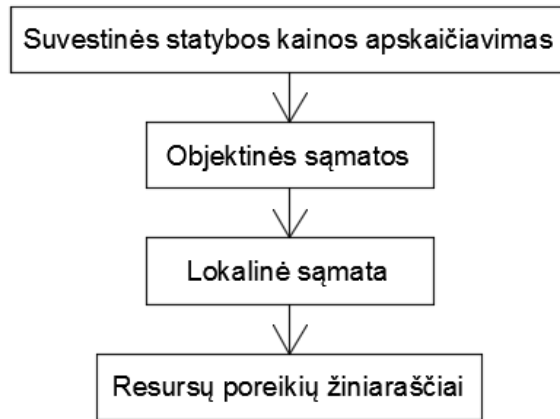 Suvestinės statybos kainos apskaičiavimas
Objektinės sąmatos
Lokalinė sąmata
Resursų poreikių žiniaraščiai